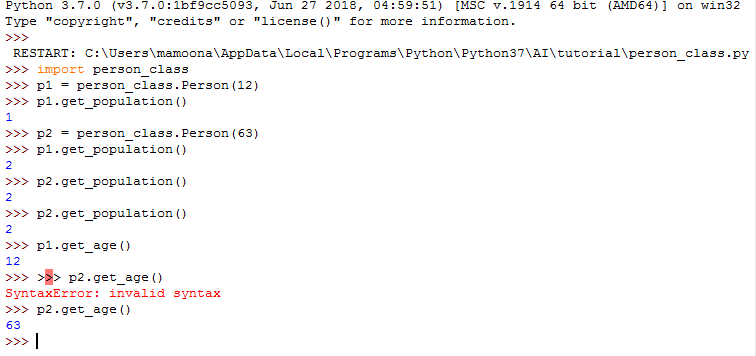 Python 3.7.0 (v3.7.0:1bf9cc5093, Jun 27 2018, 04:59:51) [MSC v.1914 64 bit (AMD64)] on win32
Type "copyright", "credits" or "license()" for more information.
>>>
 RESTART: C:\Users\mamoona\AppData\Local\Programs\Python\Python37\AI\tutorial\person_class.py
>>> import person_class
>>> p1 = person_class.Person(12)
>>> p1.get_population()
1
>>> p2 = person_class.Person(63)
>>> p1.get_population()
2
>>> p2.get_population()
2
>>> p2.get_population()
2
>>> p1.get_age()
12
>>> >>> p2.get_age()
SyntaxError: invalid syntax
>>> p2.get_age()
63
>>>